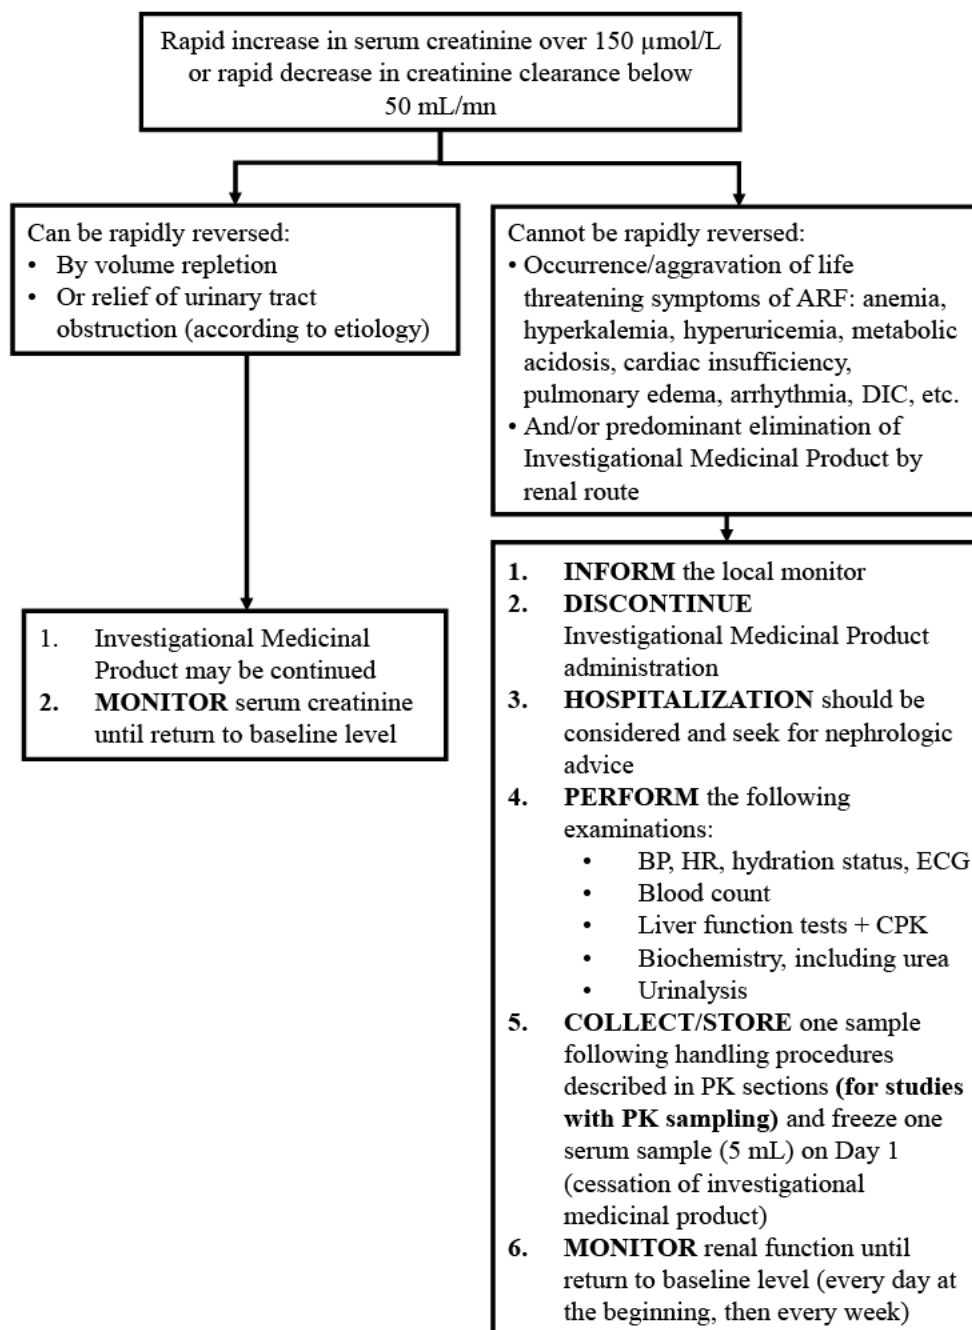 Rapid increase in serum creatinine over 150 µmol/L
or rapid decrease in creatinine clearance below
50 mL/mn
Can be rapidly reversed:
• By volume repletion
• Or relief of urinary tract
obstruction (according to etiology)
Cannot be rapidly reversed:
• Occurrence/aggravation of life
threatening symptoms of ARF: anemia,
hyperkalemia, hyperuricemia, metabolic
acidosis, cardiac insufficiency,
pulmonary edema, arrhythmia, DIC, etc.
• And/or predominant elimination of
Investigational Medicinal Product by
renal route
1. Investigational Medicinal
Product may be continued
2. MONITOR serum creatinine
until return to baseline level
1. INFORM the local monitor
2. DISCONTINUE
Investigational Medicinal Product
administration
3. HOSPITALIZATION should be
considered and seek for nephrologic
advice
4. PERFORM the following
examinations:
• BP, HR, hydration status, ECG
• Blood count
• Liver function tests + CPK
• Biochemistry, including urea
• Urinalysis
5. COLLECT/STORE one sample
following handling procedures
described in PK sections (for studies
with PK sampling) and freeze one
serum sample (5 mL) on Day 1
(cessation of investigational
medicinal product)
6. MONITOR renal function until
return to baseline level (every day at
the beginning, then every week)